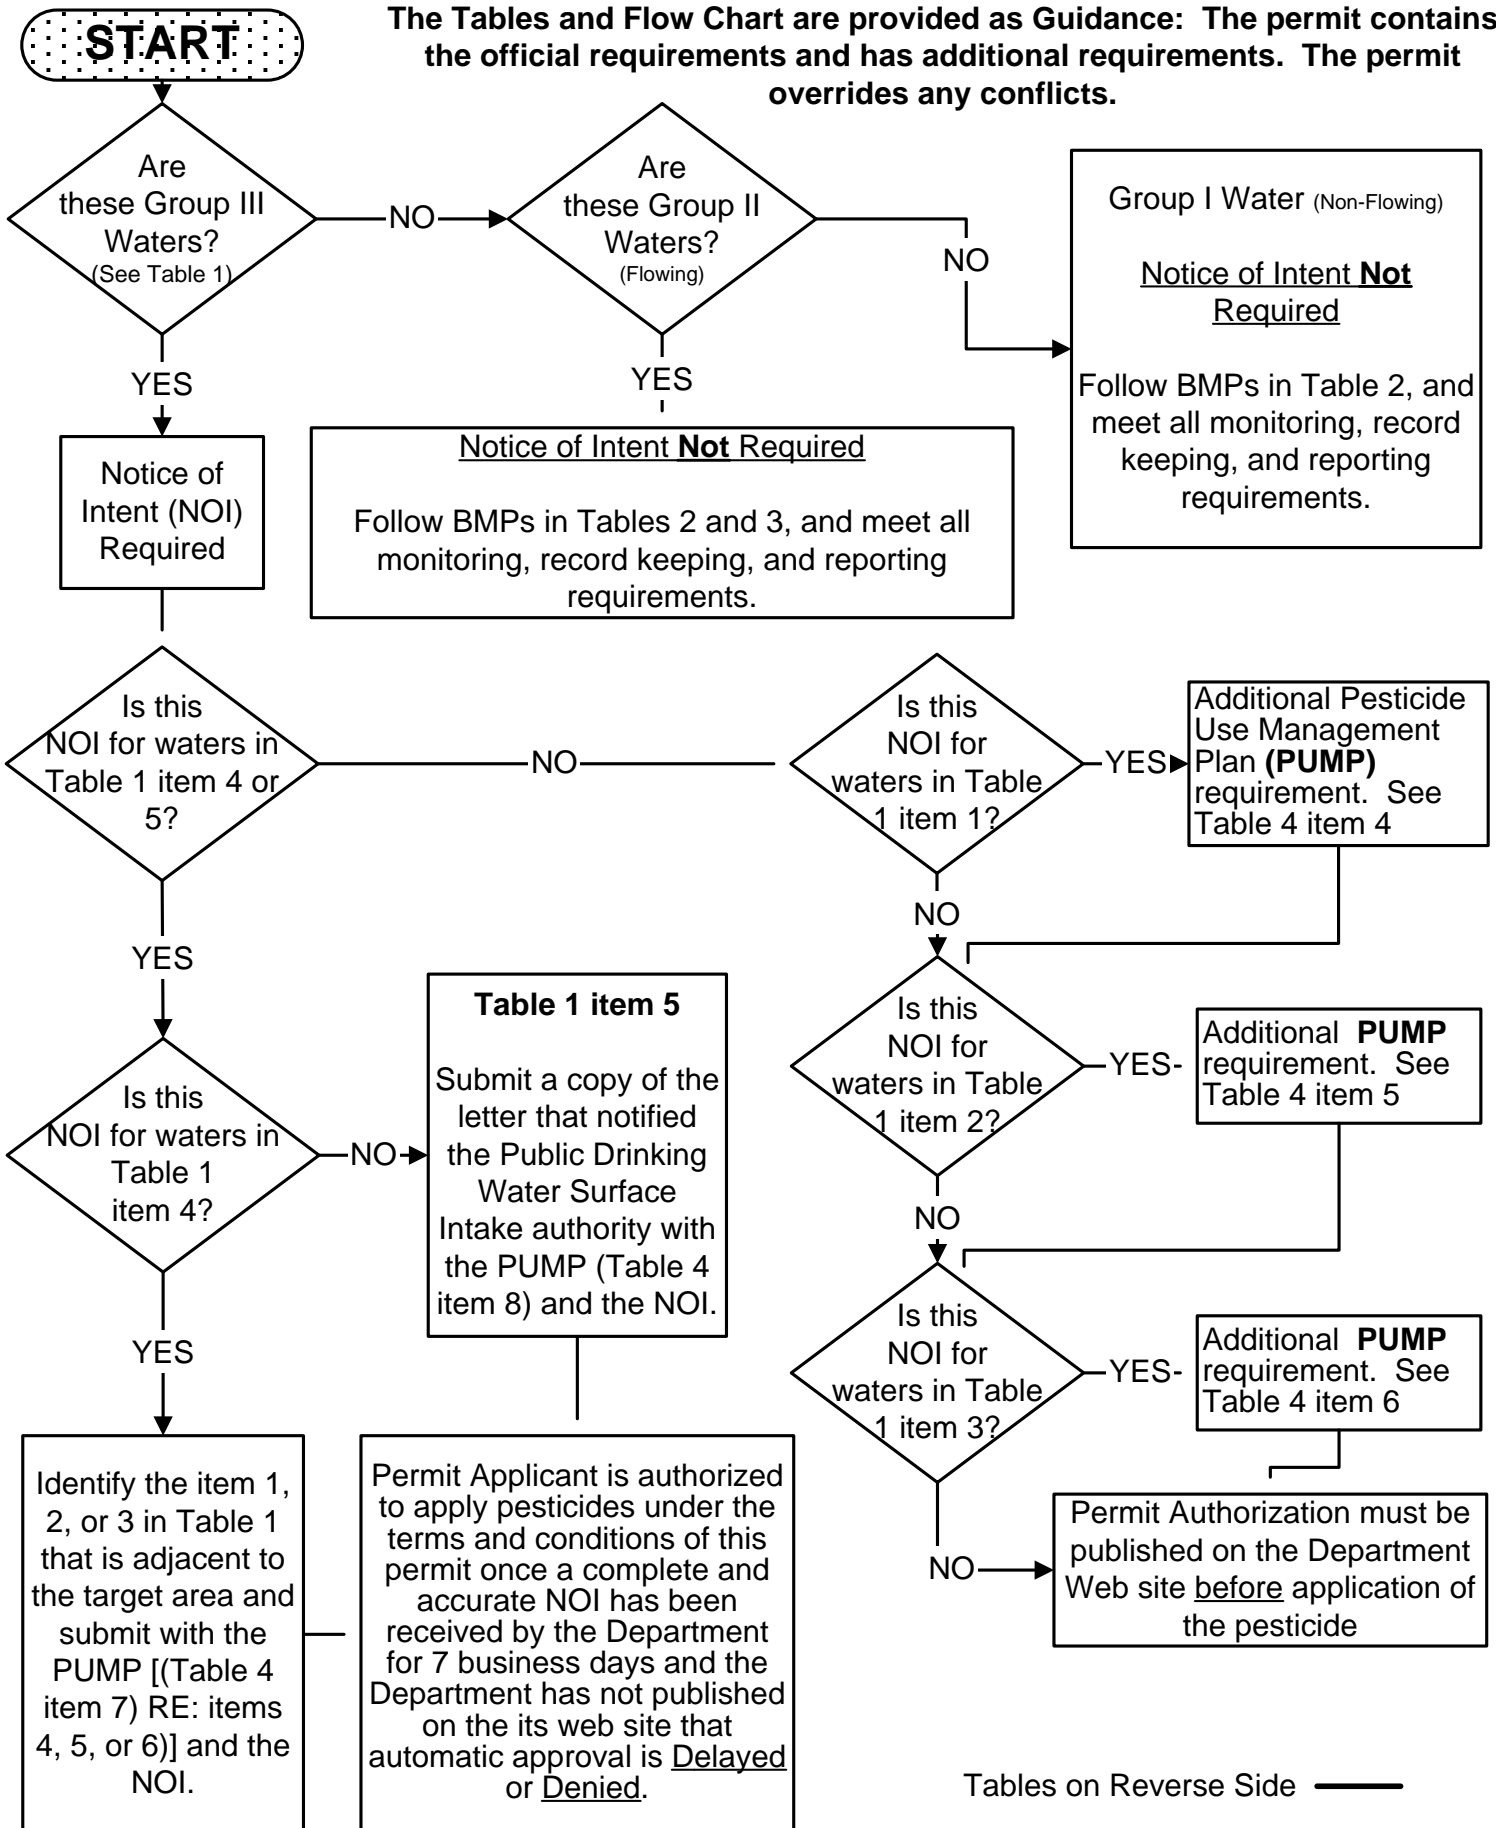 START
The Tables and Flow Chart are provided as Guidance: The permit contains
the official requirements and has additional requirements. The permit
overrides any conflicts.
Are
these Group III
Waters?
(See Table 1)
NO
Are
these Group II
Waters?
(Flowing)
NO
Group I Water (Non-Flowing)
Notice of Intent Not
Required
Follow BMPs in Table 2, and
meet all monitoring, record
keeping, and reporting
requirements.
YES
YES
Notice of
Intent (NOI)
Required
Notice of Intent Not Required
Follow BMPs in Tables 2 and 3, and meet all
monitoring, record keeping, and reporting
requirements.
Is this
NOI for waters in
Table 1 item 4 or
5?
NO
Is this
NOI for
waters in Table
1 item 1?
YES
Additional Pesticide
Use Management
Plan (PUMP)
requirement. See
Table 4 item 4
NO
YES
Is this
NOI for
waters in Table
1 item 2?
YES
Additional PUMP
requirement. See
Table 4 item 5
NO
Is this
NOI for waters in
Table 1
item 4?
NO
Table 1 item 5
Submit a copy of the
letter that notified
the Public Drinking
Water Surface
Intake authority with
the PUMP (Table 4
item 8) and the NOI.
Is this
NOI for
waters in Table
1 item 3?
YES
Additional PUMP
requirement. See
Table 4 item 6
YES
NO
Identify the item 1,
2, or 3 in Table 1
that is adjacent to
the target area and
submit with the
PUMP [(Table 4
item 7) RE: items
4, 5, or 6)] and the
NOI.
Permit Applicant is authorized
to apply pesticides under the
terms and conditions of this
permit once a complete and
accurate NOI has been
received by the Department
for 7 business days and the
Department has not published
on the its web site that
automatic approval is Delayed
or Denied.
Permit Authorization must be
published on the Department
Web site before application of
the pesticide
Tables on Reverse Side